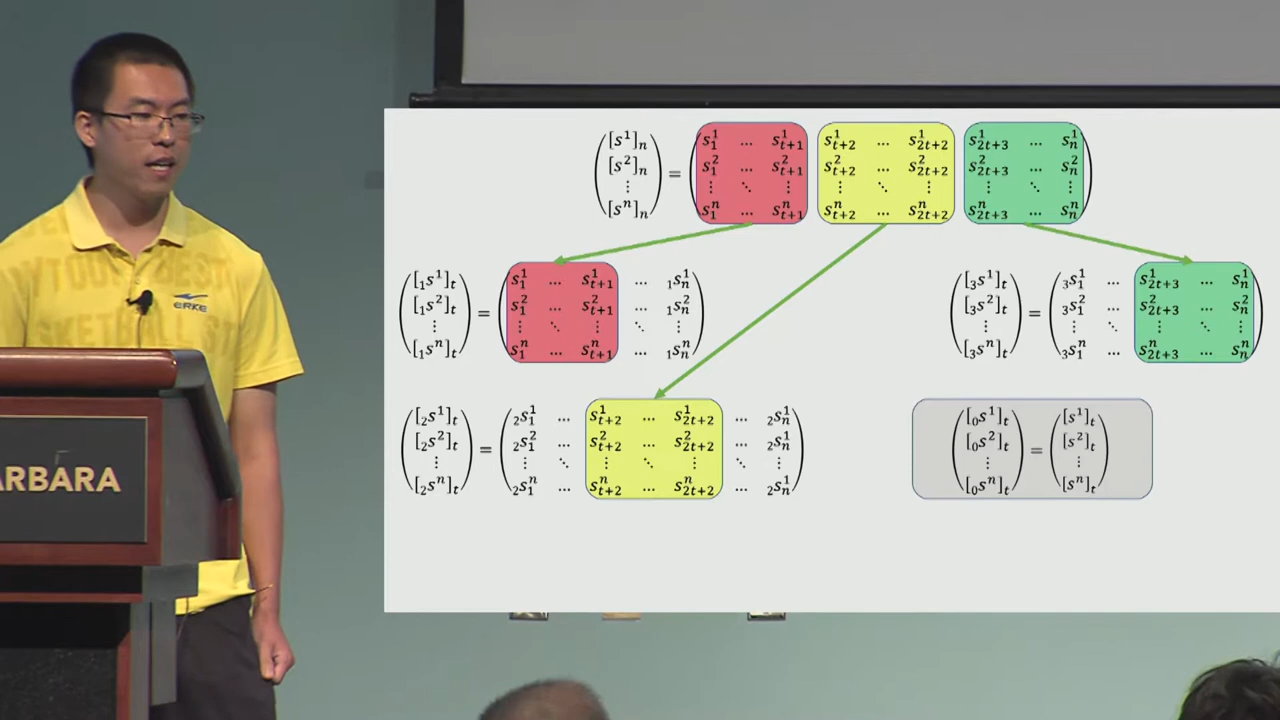 ([s^1]_n [s^2]_n ⋮ [s^n]_n) = (s^1_1 ... s^1_{t+1} s^1_{t+2} ... s^1_{2t+2} s^1_{2t+3} ... s^1_n
s^2_1 ... s^2_{t+1} s^2_{t+2} ... s^2_{2t+2} s^2_{2t+3} ... s^2_n
⋮ ⋱ ⋮ ⋮ ⋱ ⋮ ⋮ ⋱ ⋮
s^n_1 ... s^n_{t+1} s^n_{t+2} ... s^n_{2t+2} s^n_{2t+3} ... s^n_n)
([_1s^1]_t [_1s^2]_t ⋮ [_1s^n]_t) = (s^1_1 ... s^1_{t+1} ... _1s^1_n
s^2_1 ... s^2_{t+1} ... _1s^2_n
⋮ ⋱ ⋮ ⋱ ⋮
s^n_1 ... s^n_{t+1} ... _1s^n_n)
([_3s^1]_t [_3s^2]_t ⋮ [_3s^n]_t) = (_3s^1_1 ... s^1_{2t+3} ... s^1_n
_3s^2_1 ... s^2_{2t+3} ... s^2_n
⋮ ⋱ ⋮ ⋱ ⋮
_3s^n_1 ... s^n_{2t+3} ... s^n_n)
([_2s^1]_t [_2s^2]_t ⋮ [_2s^n]_t) = (_2s^1_1 ... s^1_{t+2} ... s^1_{2t+2} ... _2s^1_n
_2s^2_1 ... s^2_{t+2} ... s^2_{2t+2} ... _2s^1_n
⋮ ⋱ ⋮ ⋱ ⋮ ⋱ ⋮
_2s^n_1 ... s^n_{t+2} ... s^n_{2t+2} ... _2s^1_n)
([_0s^1]_t [_0s^2]_t ⋮ [_0s^n]_t) = ([s^1]_t [s^2]_t ⋮ [s^n]_t)
ERKE
RBARA